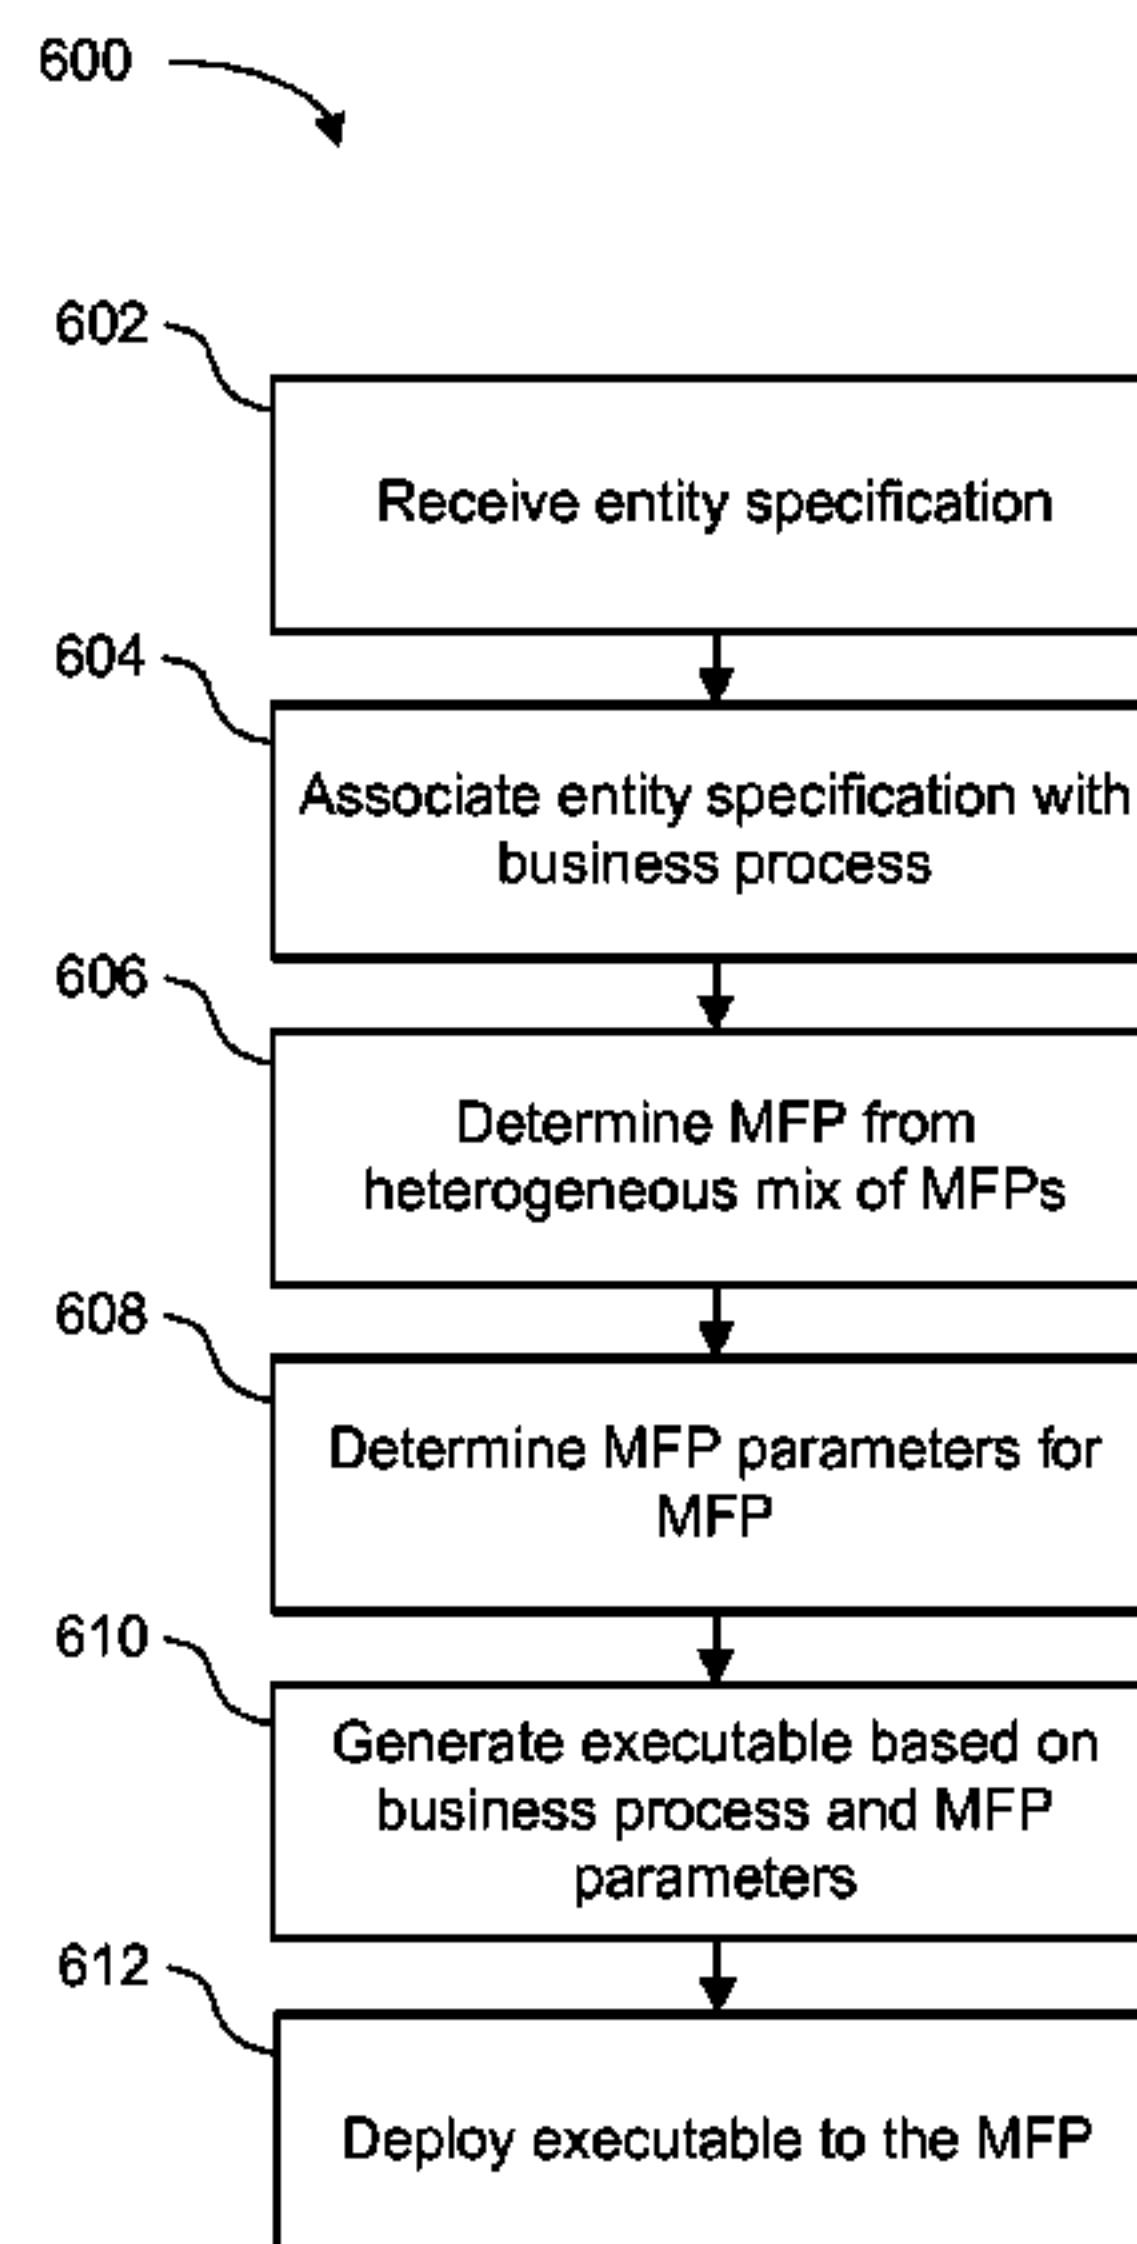 600
602
Receive entity specification
604
Associate entity specification with
business process
606
Determine MFP from
heterogeneous mix of MFPs
608
Determine MFP parameters for
MFP
610
Generate executable based on
business process and MFP
parameters
612
Deploy executable to the MFP